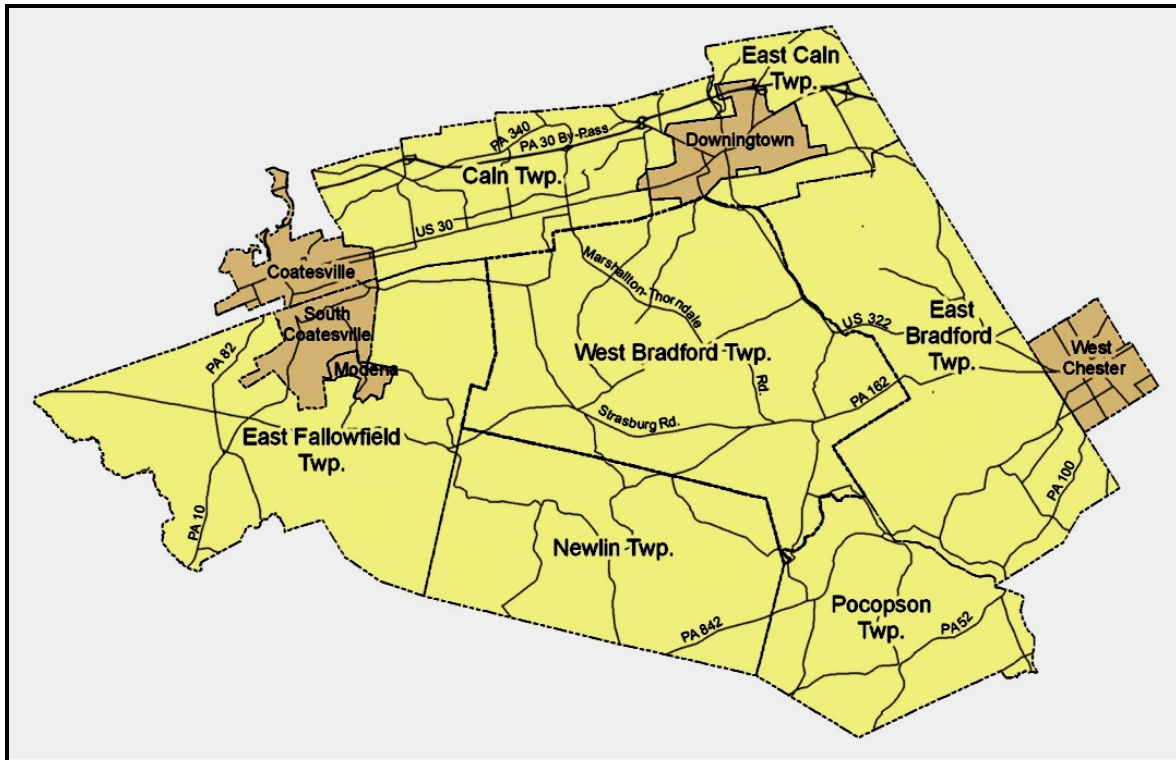 East Caln
Twp.
PA 340
PA 30 By-Pass
Downingtown
Caln Twp.
US 30
Coatesville
Marshallton-Thorndale
Rd.
South
Coatesville
US 322
East
Bradford
Twp.
PA 82
West Bradford Twp.
West
Chester
Modena
PA 162
Strasburg Rd.
East Fallowfield
Twp.
PA 100
PA 10
Newlin Twp.
Pocopson
Twp.
PA 842
PA 52